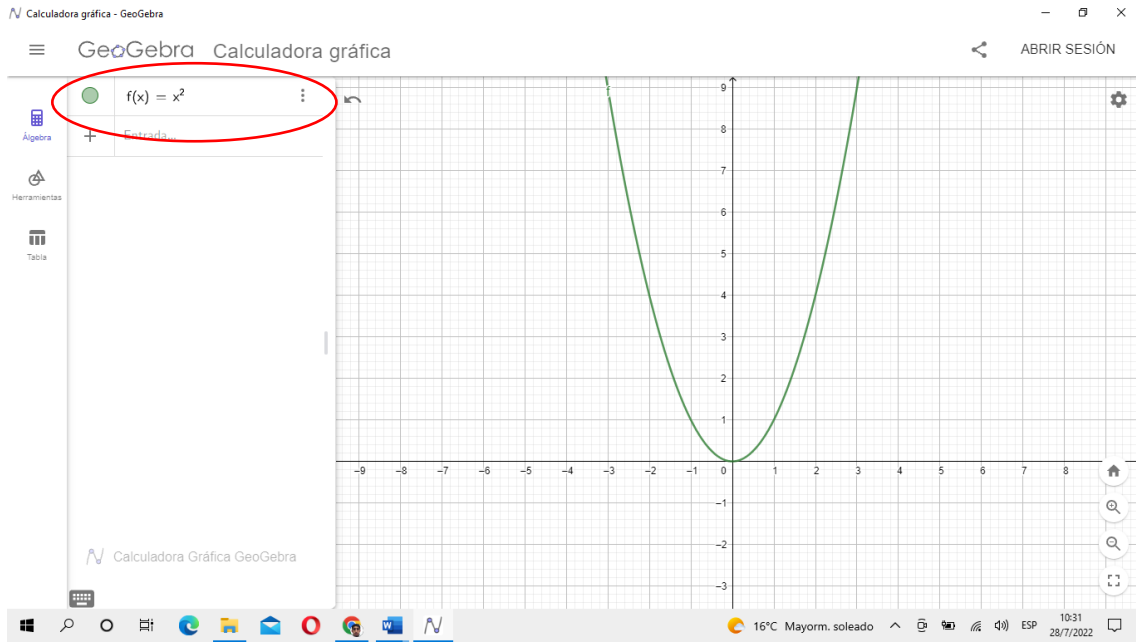 Calculadora gráfica - GeoGebra
GeoGebra Calculadora gráfica
ABRIR SESIÓN
f(x) = x²
Entrada...
Álgebra
Herramientas
Tabla
f
9
8
7
6
5
4
3
2
1
−9 −8 −7 −6 −5 −4 −3 −2 −1 0 1 2 3 4 5 6 7 8
−1
−2
−3
Calculadora Gráfica GeoGebra
16°C Mayorm. soleado
ESP
10:31
28/7/2022